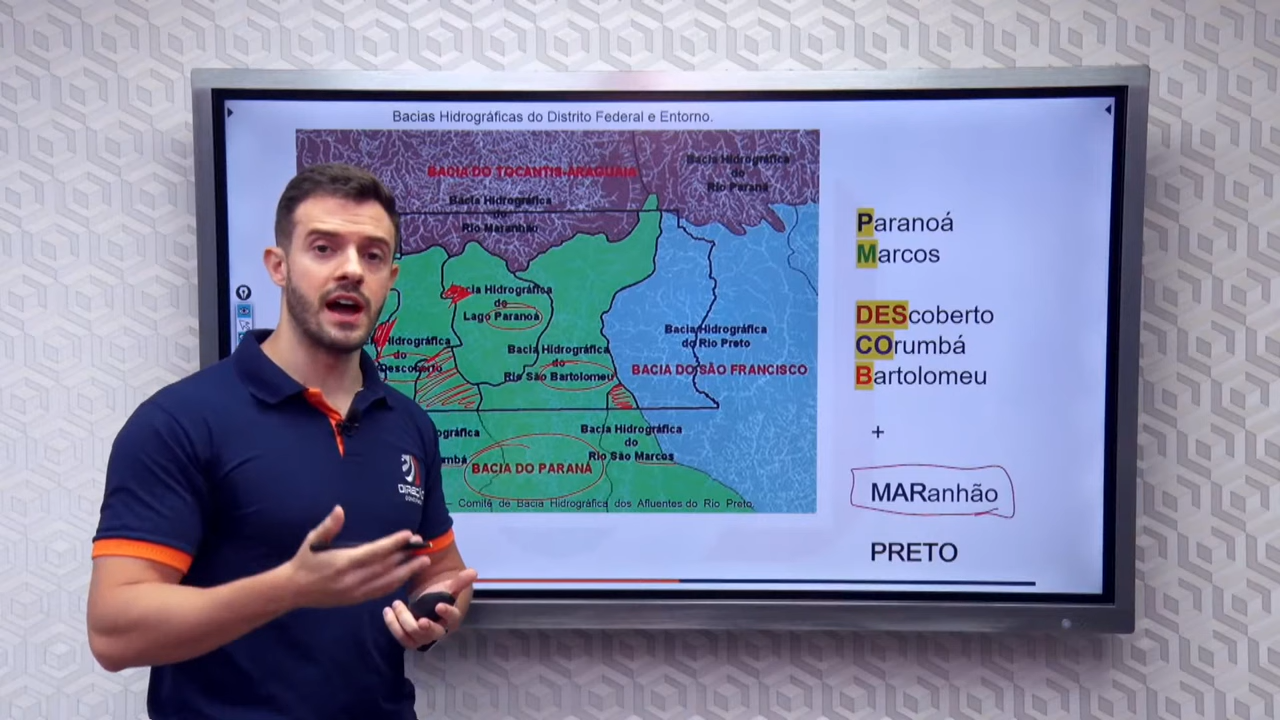 Bacias Hidrográficas do Distrito Federal e Entorno.
BACIA DO TOCANTIS-ARAGUAIA
Bacia Hidrográfica
do
Rio Paraná
Bacia Hidrográfica
do
Rio Maranhão
Bacia Hidrográfica
do
Lago Paranoá
Hidrográfica
do
Descoberto
Bacia Hidrográfica
do
Rio São Bartolomeu
Bacia Hidrográfica
do Rio Preto
BACIA DO SÃO FRANCISCO
Bacia Hidrográfica
do
Rio São Marcos
BACIA DO PARANÁ
Comitê de Bacia Hidrográfica dos Afluentes do Rio Preto,
Paranoá
Marcos
DEScoberto
COrumbá
Bartolomeu
+
MARanhão
PRETO